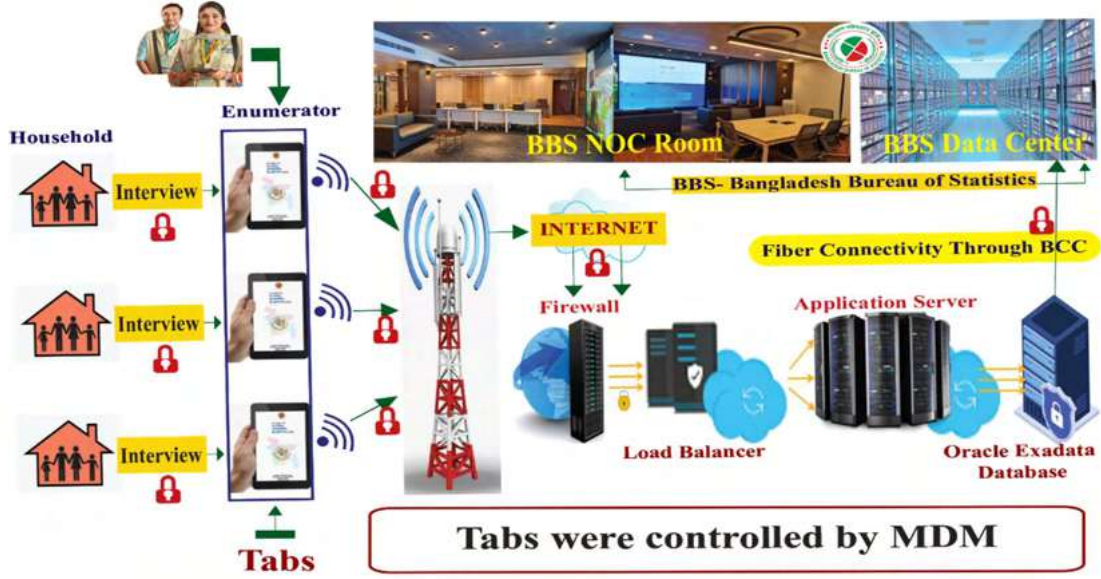 Enumerator
Household
Interview
Interview
Interview
Tabs
BBS NOC Room
BBS Data Center
BBS- Bangladesh Bureau of Statistics
INTERNET
Fiber Connectivity Through BCC
Firewall
Application Server
Load Balancer
Oracle Exadata
Database
Tabs were controlled by MDM